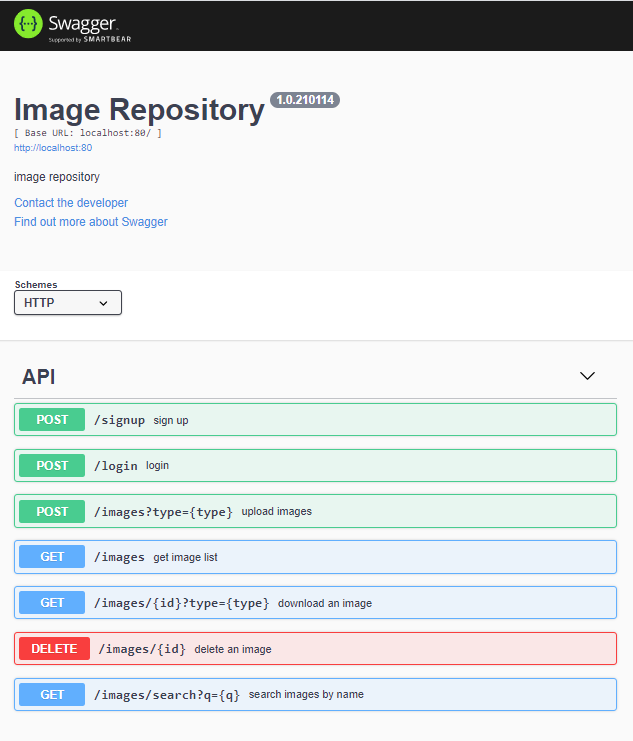 Swagger
Supported by SMARTBEAR
Image Repository 1.0.210114
[ Base URL: localhost:80/ ]
http://localhost:80
image repository
Contact the developer
Find out more about Swagger
Schemes
HTTP
API
POST /signup sign up
POST /login login
POST /images?type={type} upload images
GET /images get image list
GET /images/{id}?type={type} download an image
DELETE /images/{id} delete an image
GET /images/search?q={q} search images by name